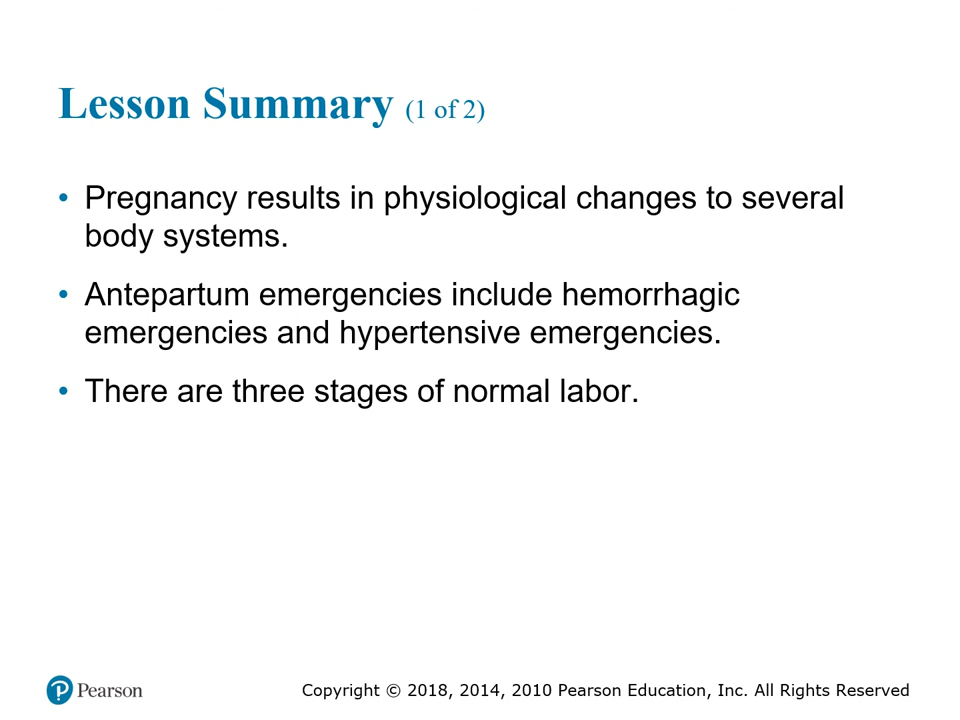 Lesson Summary (1 of 2)
• Pregnancy results in physiological changes to several
body systems.
• Antepartum emergencies include hemorrhagic
emergencies and hypertensive emergencies.
• There are three stages of normal labor.
Pearson
Copyright © 2018, 2014, 2010 Pearson Education, Inc. All Rights Reserved